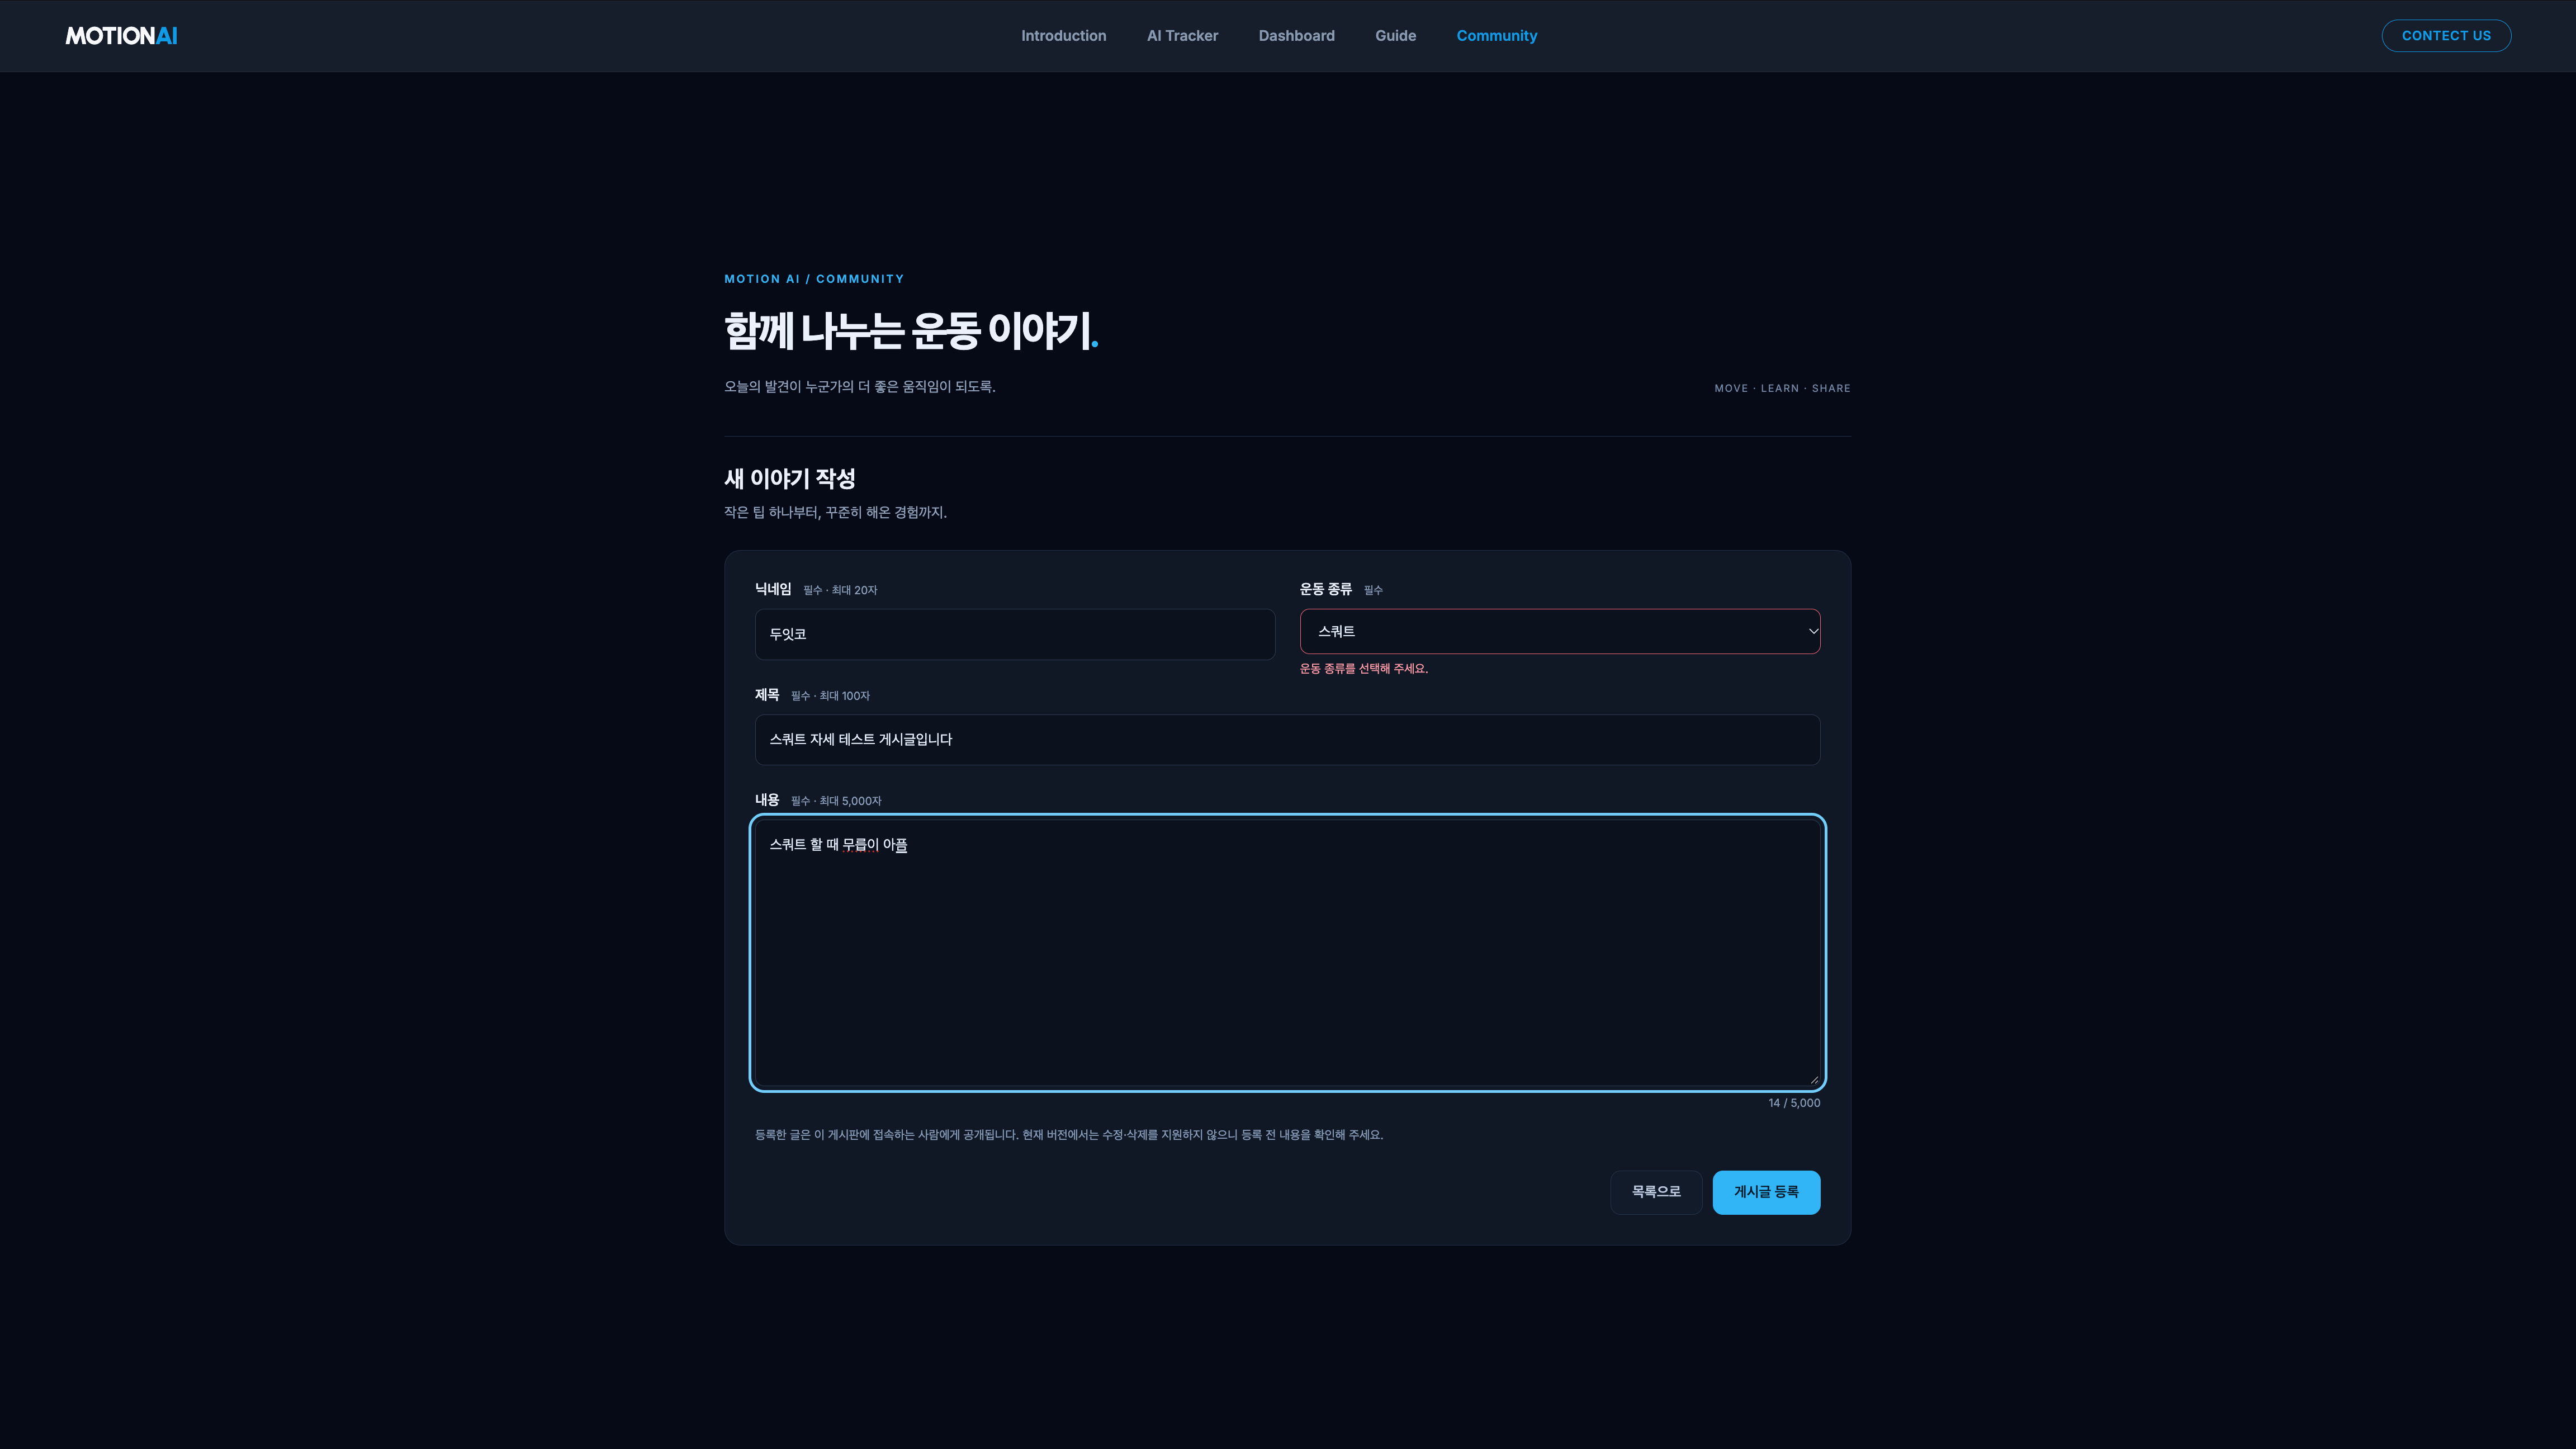 MOTIONAI
Introduction
AI Tracker
Dashboard
Guide
Community
CONTECT US
MOTION AI / COMMUNITY
함께 나누는 운동 이야기.
오늘의 발견이 누군가의 더 좋은 움직임이 되도록.
MOVE · LEARN · SHARE
새 이야기 작성
작은 팁 하나부터, 꾸준히 해온 경험까지.
닉네임 필수 · 최대 20자
두잇코
운동 종류 필수
스쿼트
운동 종류를 선택해 주세요.
제목 필수 · 최대 100자
스쿼트 자세 테스트 게시글입니다
내용 필수 · 최대 5,000자
스쿼트 할 때 무릅이 아플
14 / 5,000
등록한 글은 이 게시판에 접속하는 사람에게 공개됩니다. 현재 버전에서는 수정·삭제를 지원하지 않으니 등록 전 내용을 확인해 주세요.
목록으로
게시글 등록